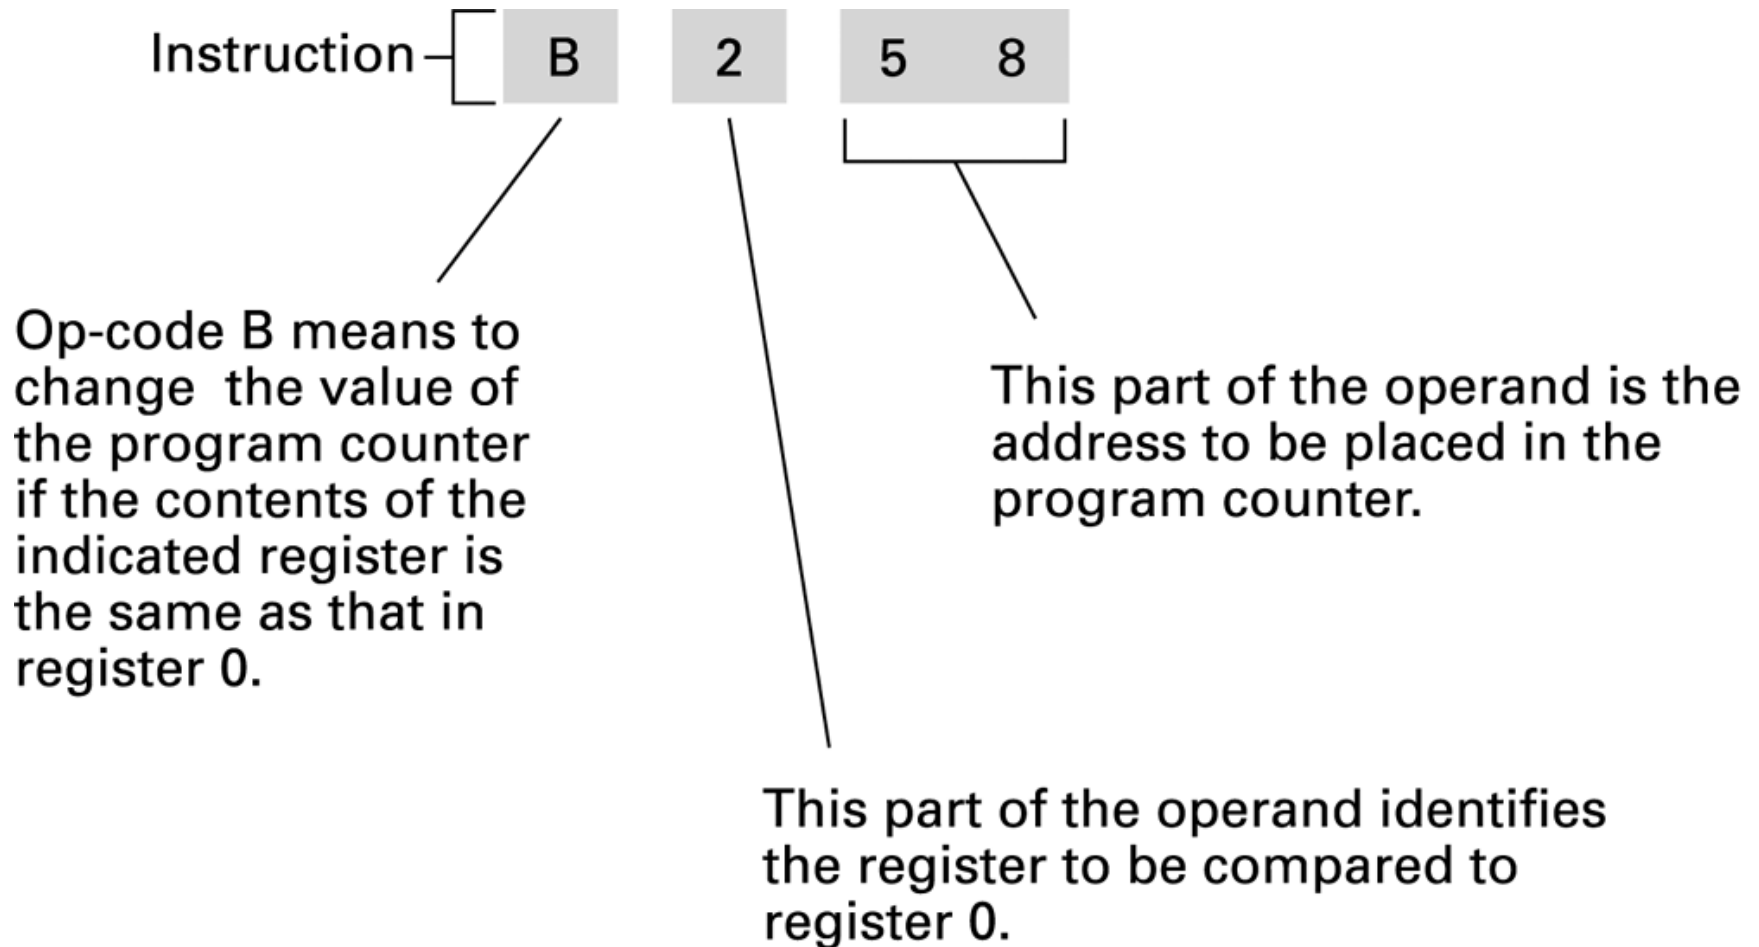 Instruction B 2 5 8
Op-code B means to
change the value of
the program counter
if the contents of the
indicated register is
the same as that in
register 0.
This part of the operand is the
address to be placed in the
program counter.
This part of the operand identifies
the register to be compared to
register 0.